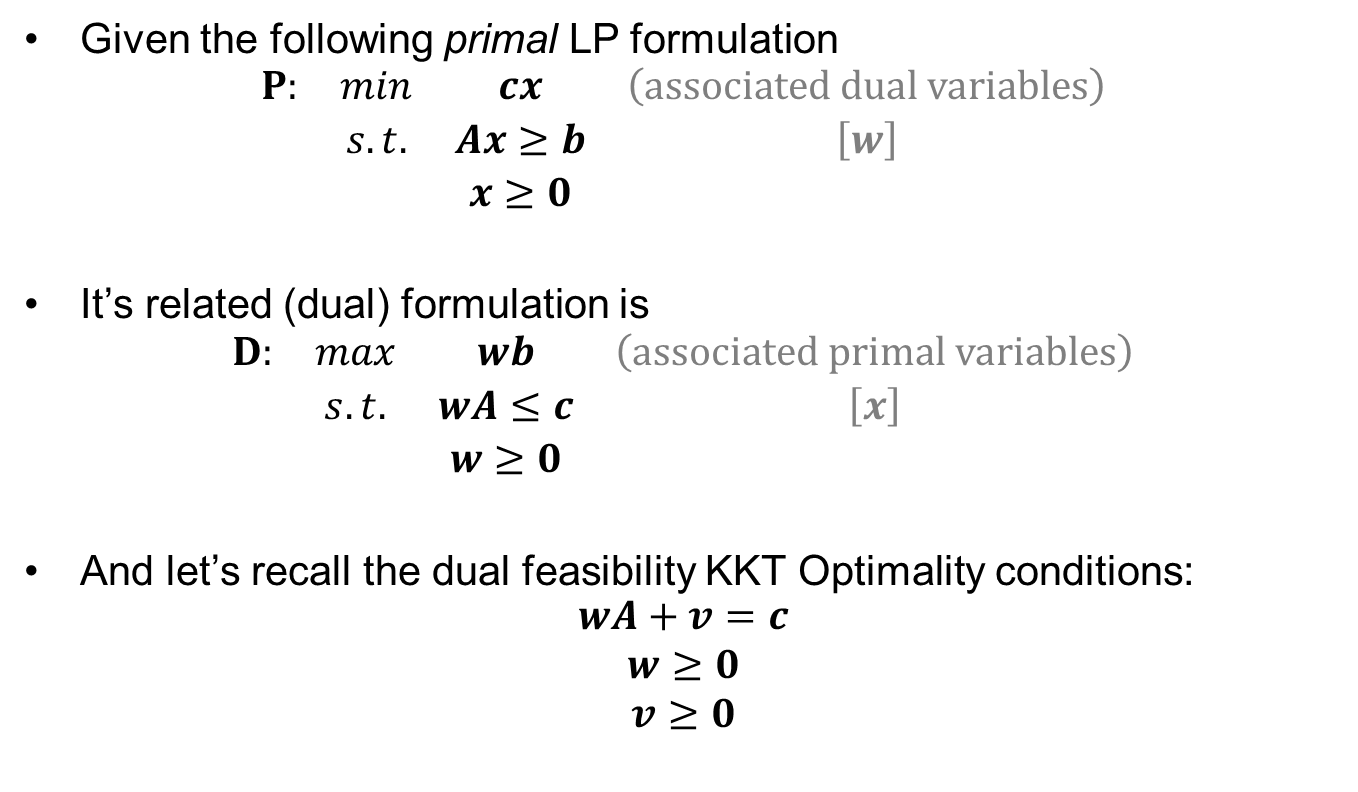 • Given the following primal LP formulation
P: min cx (associated dual variables)
s.t. Ax ≥ b [w]
x ≥ 0
• It's related (dual) formulation is
D: max wb (associated primal variables)
s.t. wA ≤ c [x]
w ≥ 0
• And let's recall the dual feasibility KKT Optimality conditions:
wA + v = c
w ≥ 0
v ≥ 0